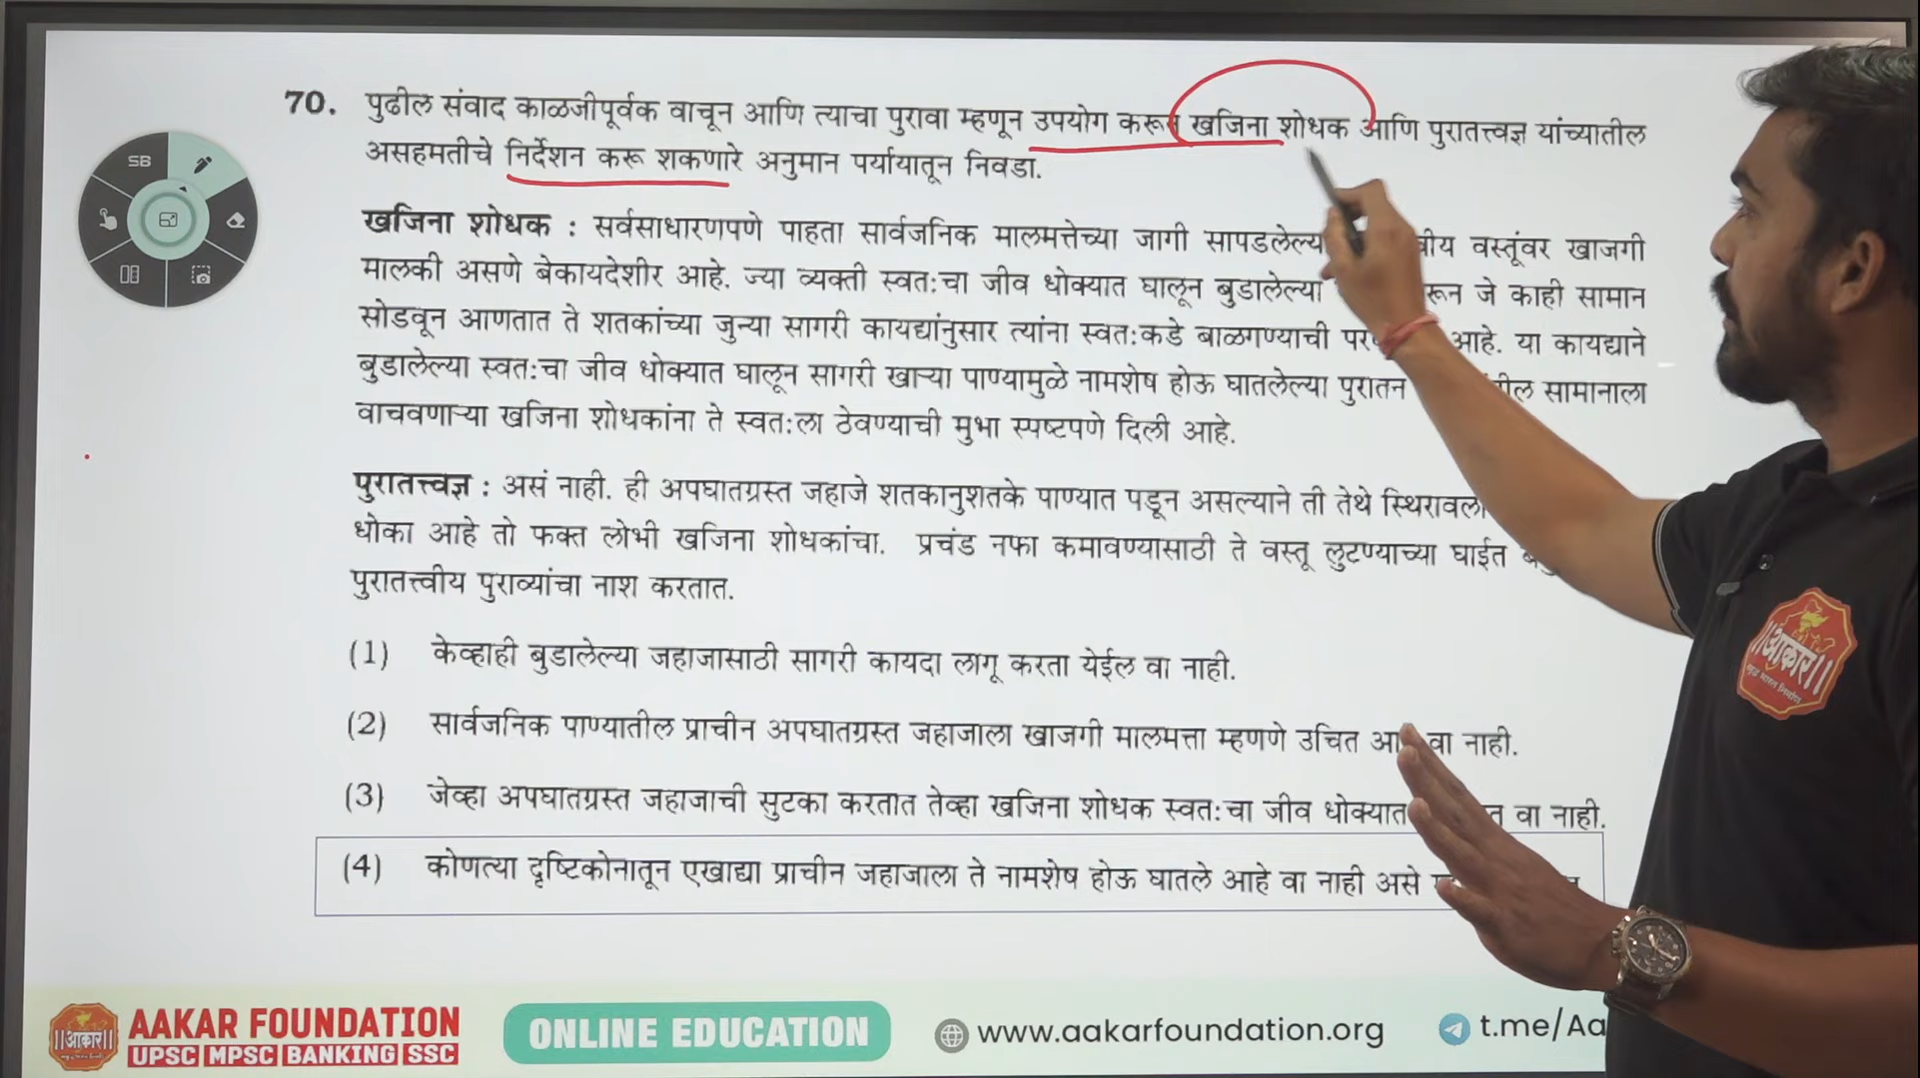 SB
70. पुढील संवाद काळजीपूर्वक वाचून आणि त्याचा पुरावा म्हणून उपयोग करून खजिना शोधक आणि पुरातत्त्वज्ञ यांच्यातील
असहमतीचे निर्देशन करू शकणारे अनुमान पर्यायातून निवडा.
खजिना शोधक : सर्वसाधारणपणे पाहता सार्वजनिक मालमत्तेच्या जागी सापडलेल्या वस्तूंवर खाजगी
मालकी असणे बेकायदेशीर आहे. ज्या व्यक्ती स्वत:चा जीव धोक्यात घालून बुडालेल्या जे काही सामान
सोडवून आणतात ते शतकांच्या जुन्या सागरी कायद्यांनुसार त्यांना स्वत:कडे बाळगण्याची आहे. या कायद्याने
बुडालेल्या स्वत:चा जीव धोक्यात घालून सागरी खाऱ्या पाण्यामुळे नामशेष होऊ घातलेल्या पुरातन सामानाला
वाचवणाऱ्या खजिना शोधकांना ते स्वत:ला ठेवण्याची मुभा स्पष्टपणे दिली आहे.
पुरातत्त्वज्ञ : असं नाही. ही अपघातग्रस्त जहाजे शतकानुशतके पाण्यात पडून असल्याने ती तेथे
धोका आहे तो फक्त लोभी खजिना शोधकांचा. प्रचंड नफा कमावण्यासाठी ते वस्तू लुटण्याच्या घाईत
पुरातत्त्वीय पुराव्यांचा नाश करतात.
(1) केव्हाही बुडालेल्या जहाजासाठी सागरी कायदा लागू करता येईल वा नाही.
(2) सार्वजनिक पाण्यातील प्राचीन अपघातग्रस्त जहाजाला खाजगी मालमत्ता म्हणणे उचित वा नाही.
(3) जेव्हा अपघातग्रस्त जहाजाची सुटका करतात तेव्हा खजिना शोधक स्वत:चा जीव धोक्यात वा नाही.
(4) कोणत्या दृष्टिकोनातून एखाद्या प्राचीन जहाजाला ते नामशेष होऊ घातले आहे वा नाही असे
॥आकार॥
॥आकार॥
AAKAR FOUNDATION
UPSC MPSC BANKING SSC
ONLINE EDUCATION
www.aakarfoundation.org
t.me/Aa